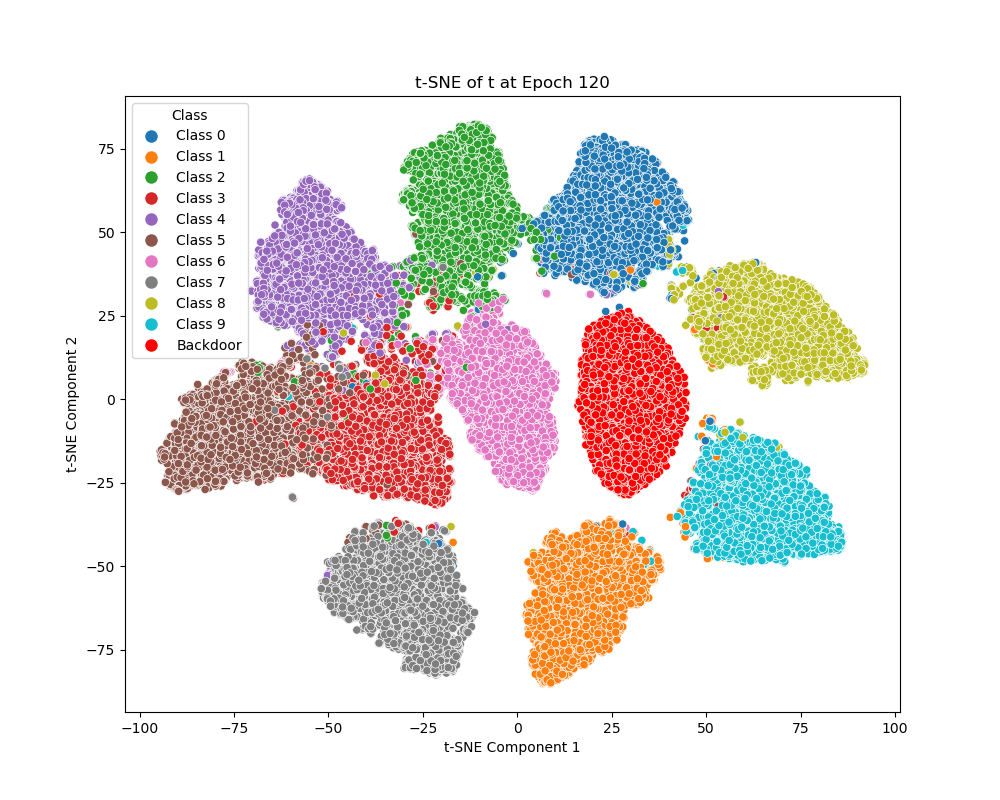 t-SNE of t at Epoch 120
Class
Class 0
Class 1
Class 2
Class 3
Class 4
Class 5
Class 6
Class 7
Class 8
Class 9
Backdoor
75
50
25
0
−25
−50
−75
t-SNE Component 2
−100 −75 −50 −25 0 25 50 75 100
t-SNE Component 1